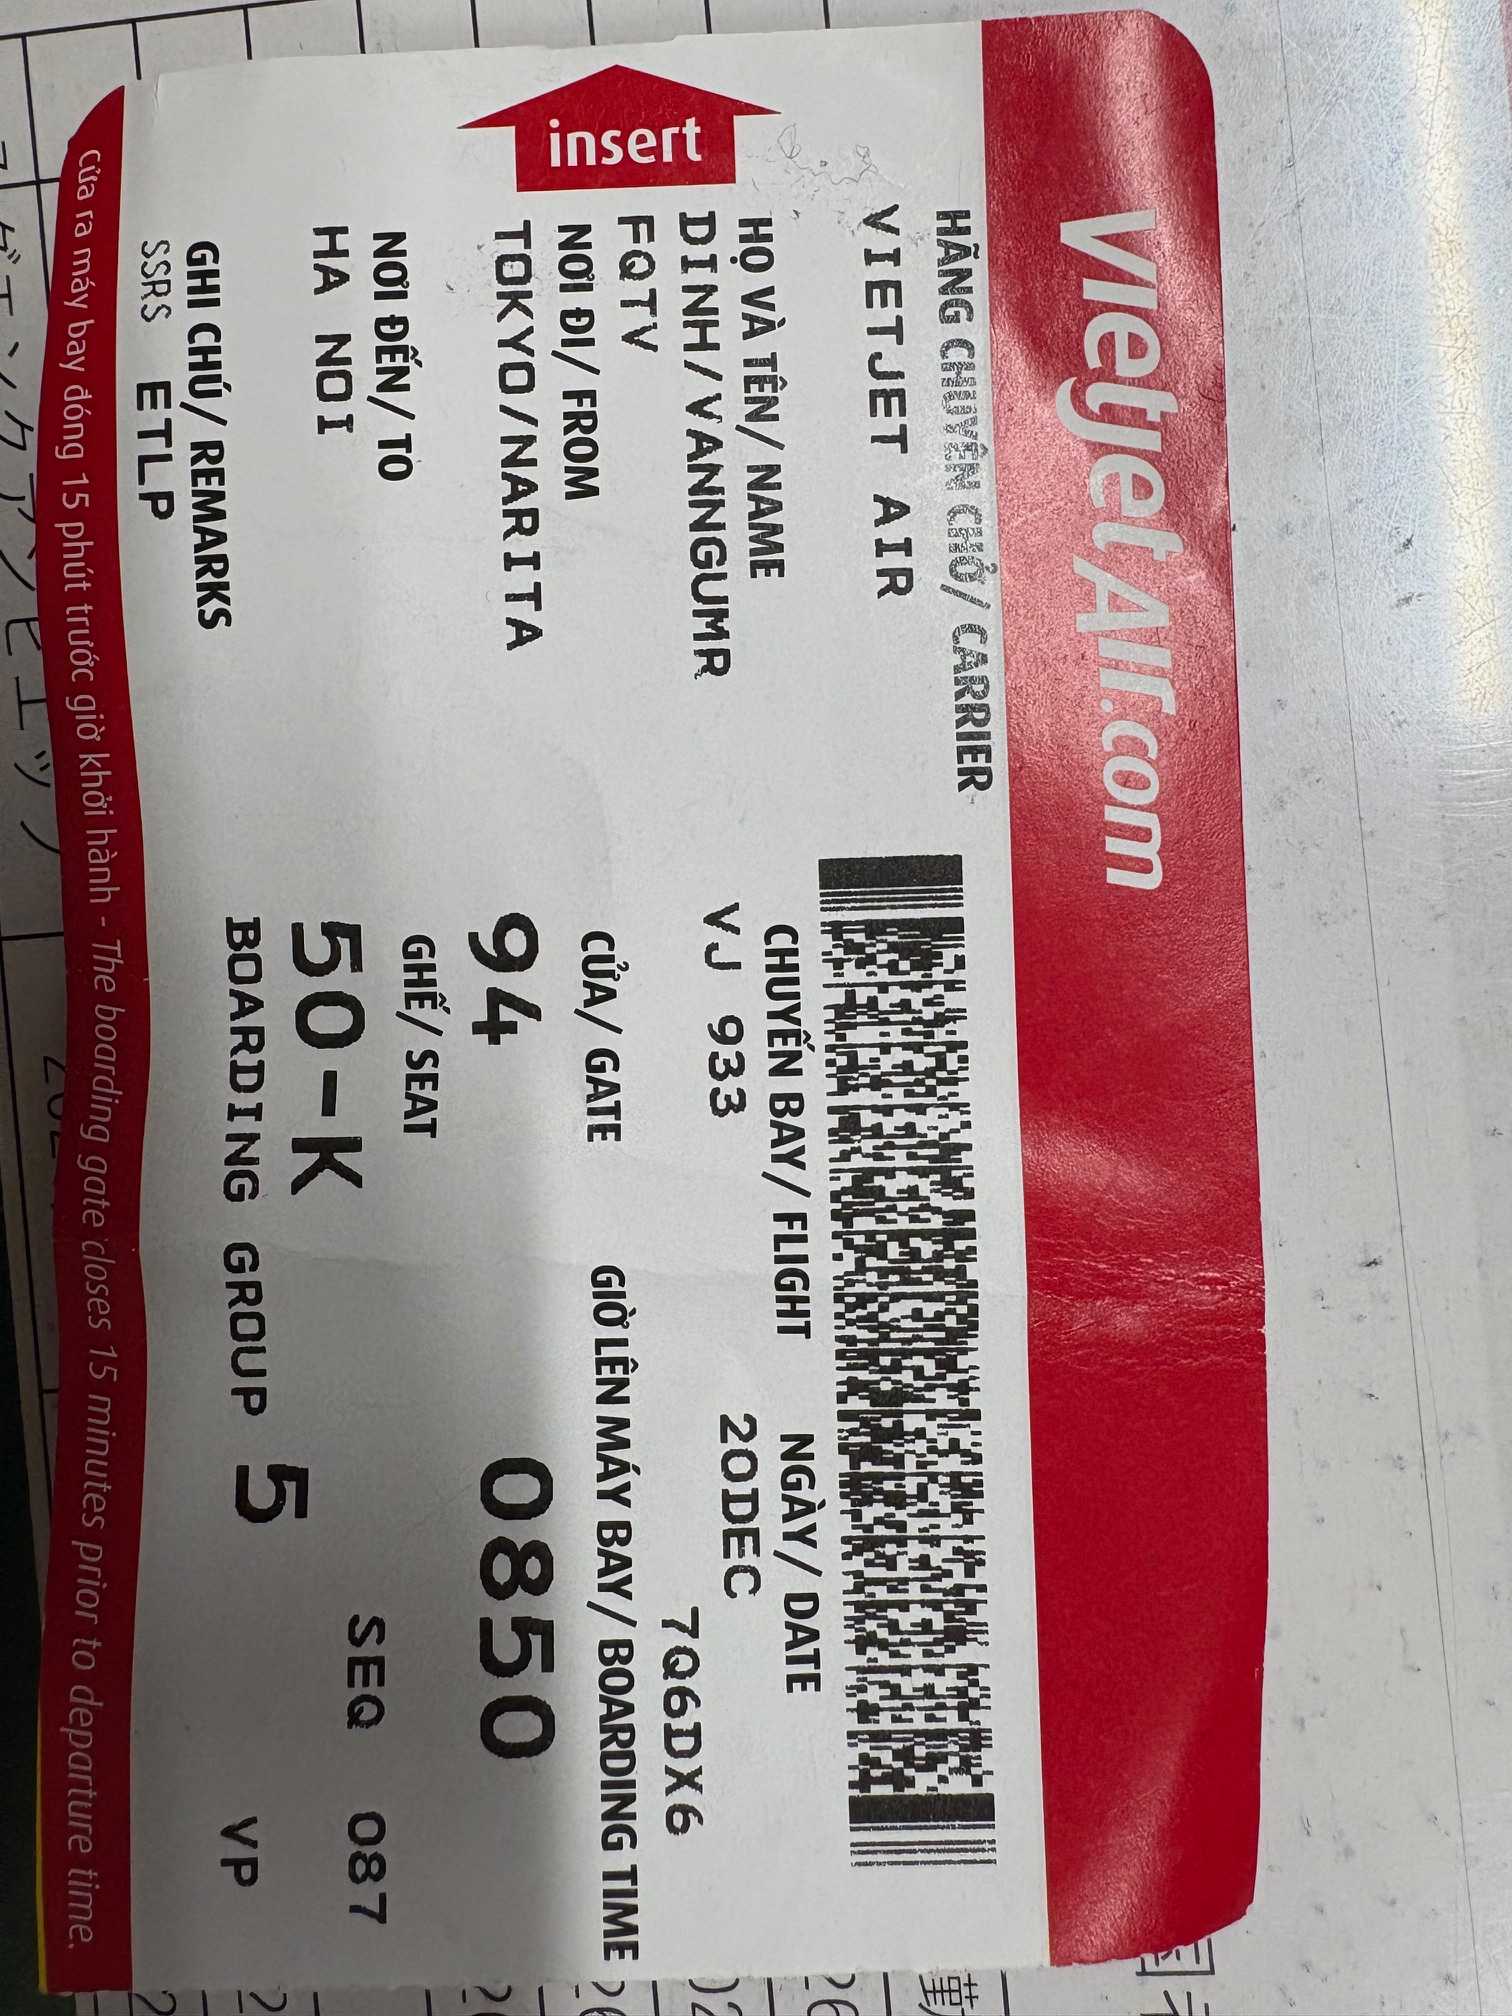 VietjetAir.com
insert
HÃNG CHUYÊN CHỞ/ CARRIER
VIETJET AIR
HỌ VÀ TÊN/ NAME
DINH/VANNGUMR
FQTV
NƠI ĐI/ FROM
TOKYO/NARITA
NƠI ĐẾN/ TO
HA NOI
GHI CHÚ/ REMARKS
SSRS ETLP
CHUYẾN BAY/ FLIGHT NGÀY/ DATE
VJ 933 20DEC
7Q6DX6
CỬA/ GATE GIỜ LÊN MÁY BAY/ BOARDING TIME
94 0850
GHẾ/ SEAT
50-K SEQ 087
BOARDING GROUP 5 VP
Cửa ra máy bay đóng 15 phút trước giờ khởi hành - The boarding gate closes 15 minutes prior to departure time.